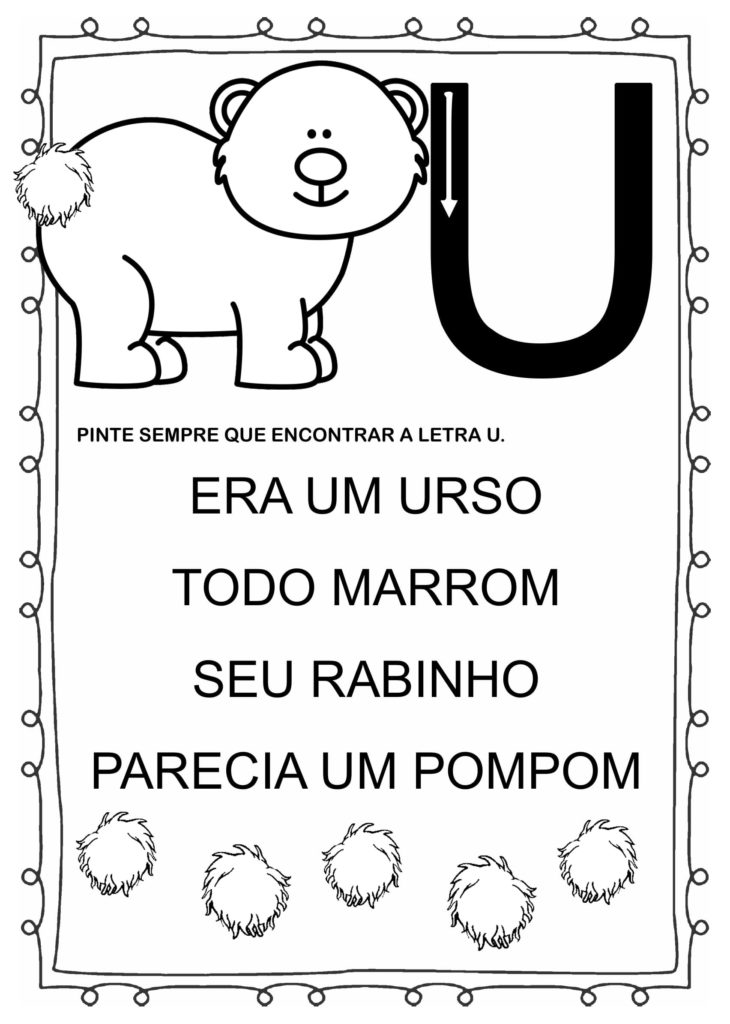 U
PINTE SEMPRE QUE ENCONTRAR A LETRA U.
ERA UM URSO
TODO MARROM
SEU RABINHO
PARECIA UM POMPOM